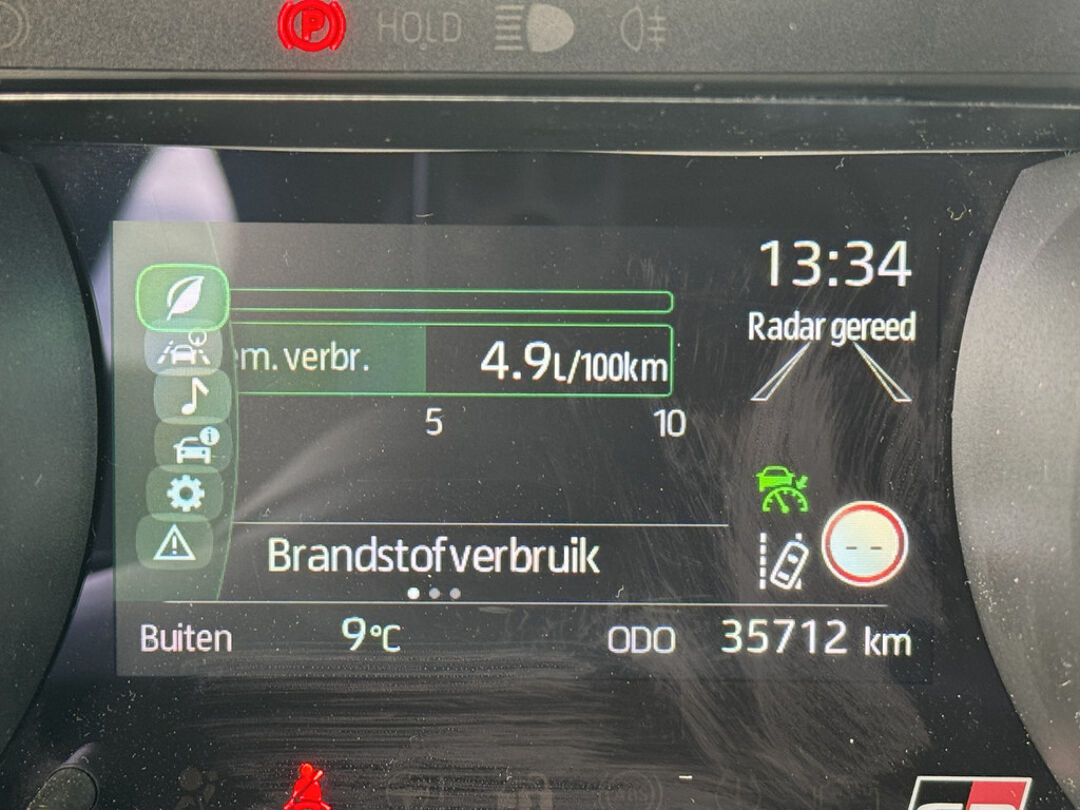 P HOLD
13:34
Radar gereed
em. verbr. 4.9L/100km
5 10
- -
Brandstofverbruik
Buiten 9°C ODO 35712 km